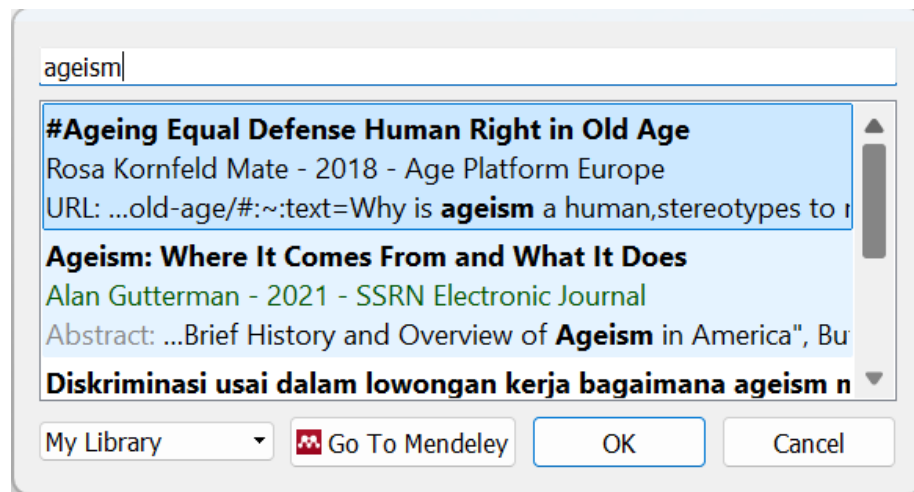 ageism
#Ageing Equal Defense Human Right in Old Age
Rosa Kornfeld Mate - 2018 - Age Platform Europe
URL: ...old-age/#:~:text=Why is ageism a human,stereotypes to
Ageism: Where It Comes From and What It Does
Alan Gutterman - 2021 - SSRN Electronic Journal
Abstract: ...Brief History and Overview of Ageism in America",
Diskriminasi usai dalam lowongan kerja bagaimana ageism
My Library
Go To Mendeley
OK
Cancel